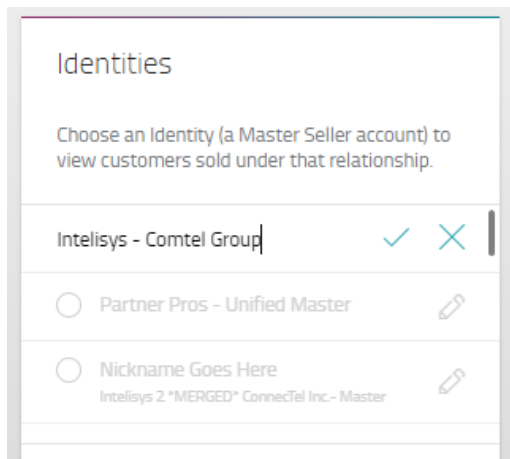 Identities
Choose an Identity (a Master Seller account) to
view customers sold under that relationship.
Intelisys - Comtel Group
Partner Pros - Unified Master
Nickname Goes Here
Intelisys 2 *MERGED* ConnecTel Inc.- Master